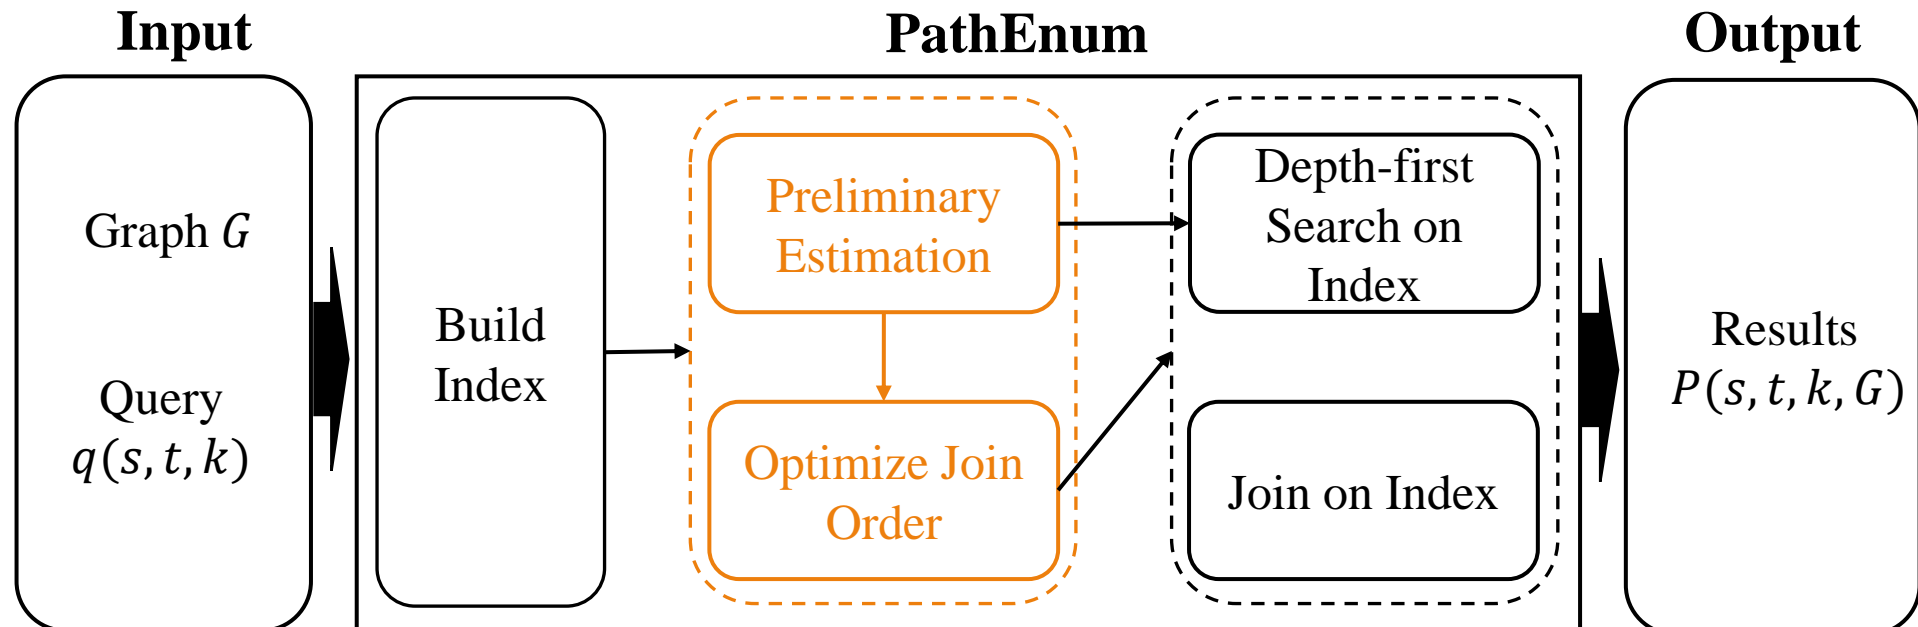 Input
PathEnum
Output
Graph G
Query
q(s, t, k)
Build
Index
Preliminary
Estimation
Optimize Join
Order
Depth-first
Search on
Index
Join on Index
Results
P(s, t, k, G)